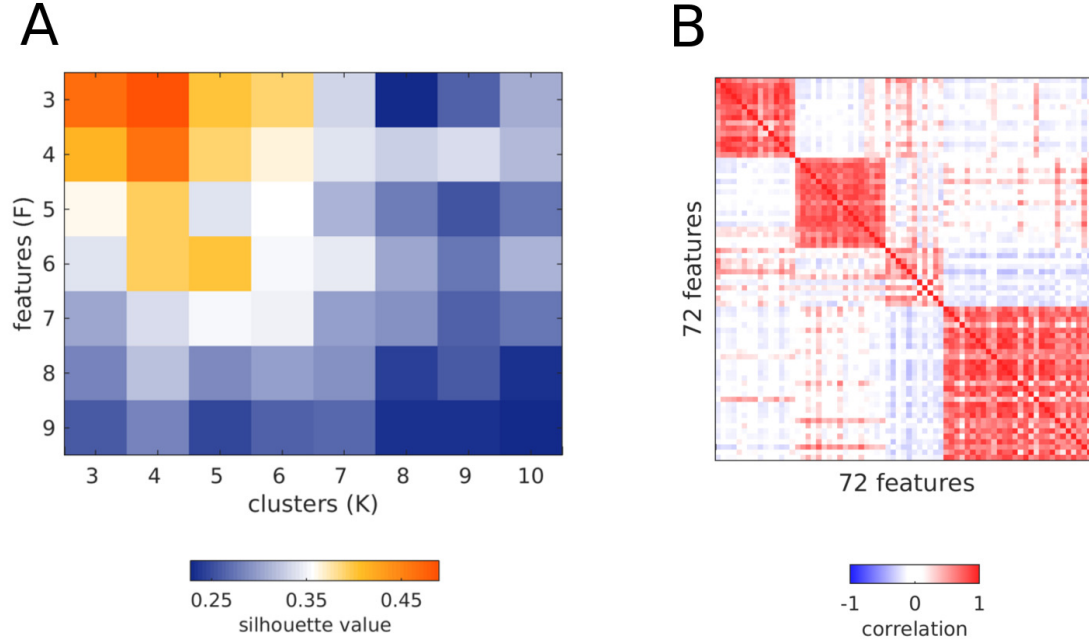 A
3
4
5
6
7
8
9
features (F)
3 4 5 6 7 8 9 10
clusters (K)
0.25 0.35 0.45
silhouette value
B
72 features
72 features
-1 0 1
correlation